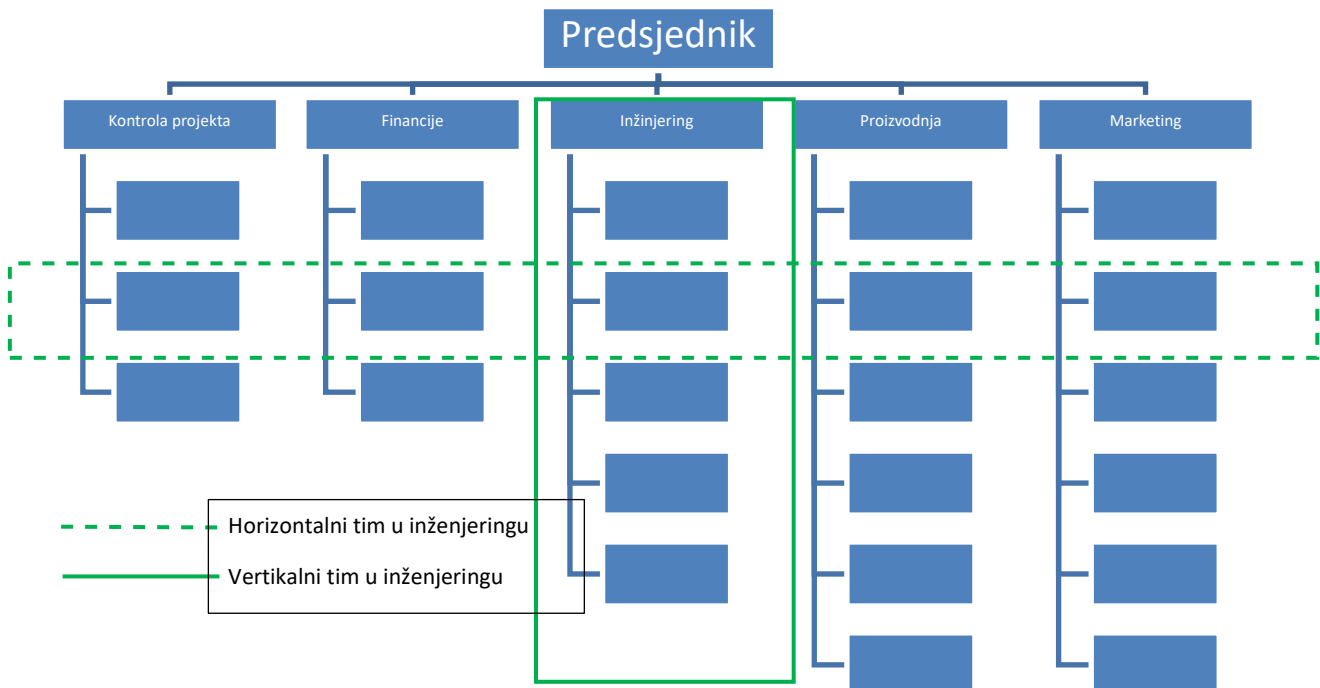 Predsjednik
Kontrola projekta
Financije
Inžinjering
Proizvodnja
Marketing
Horizontalni tim u inženjeringu
Vertikalni tim u inženjeringu